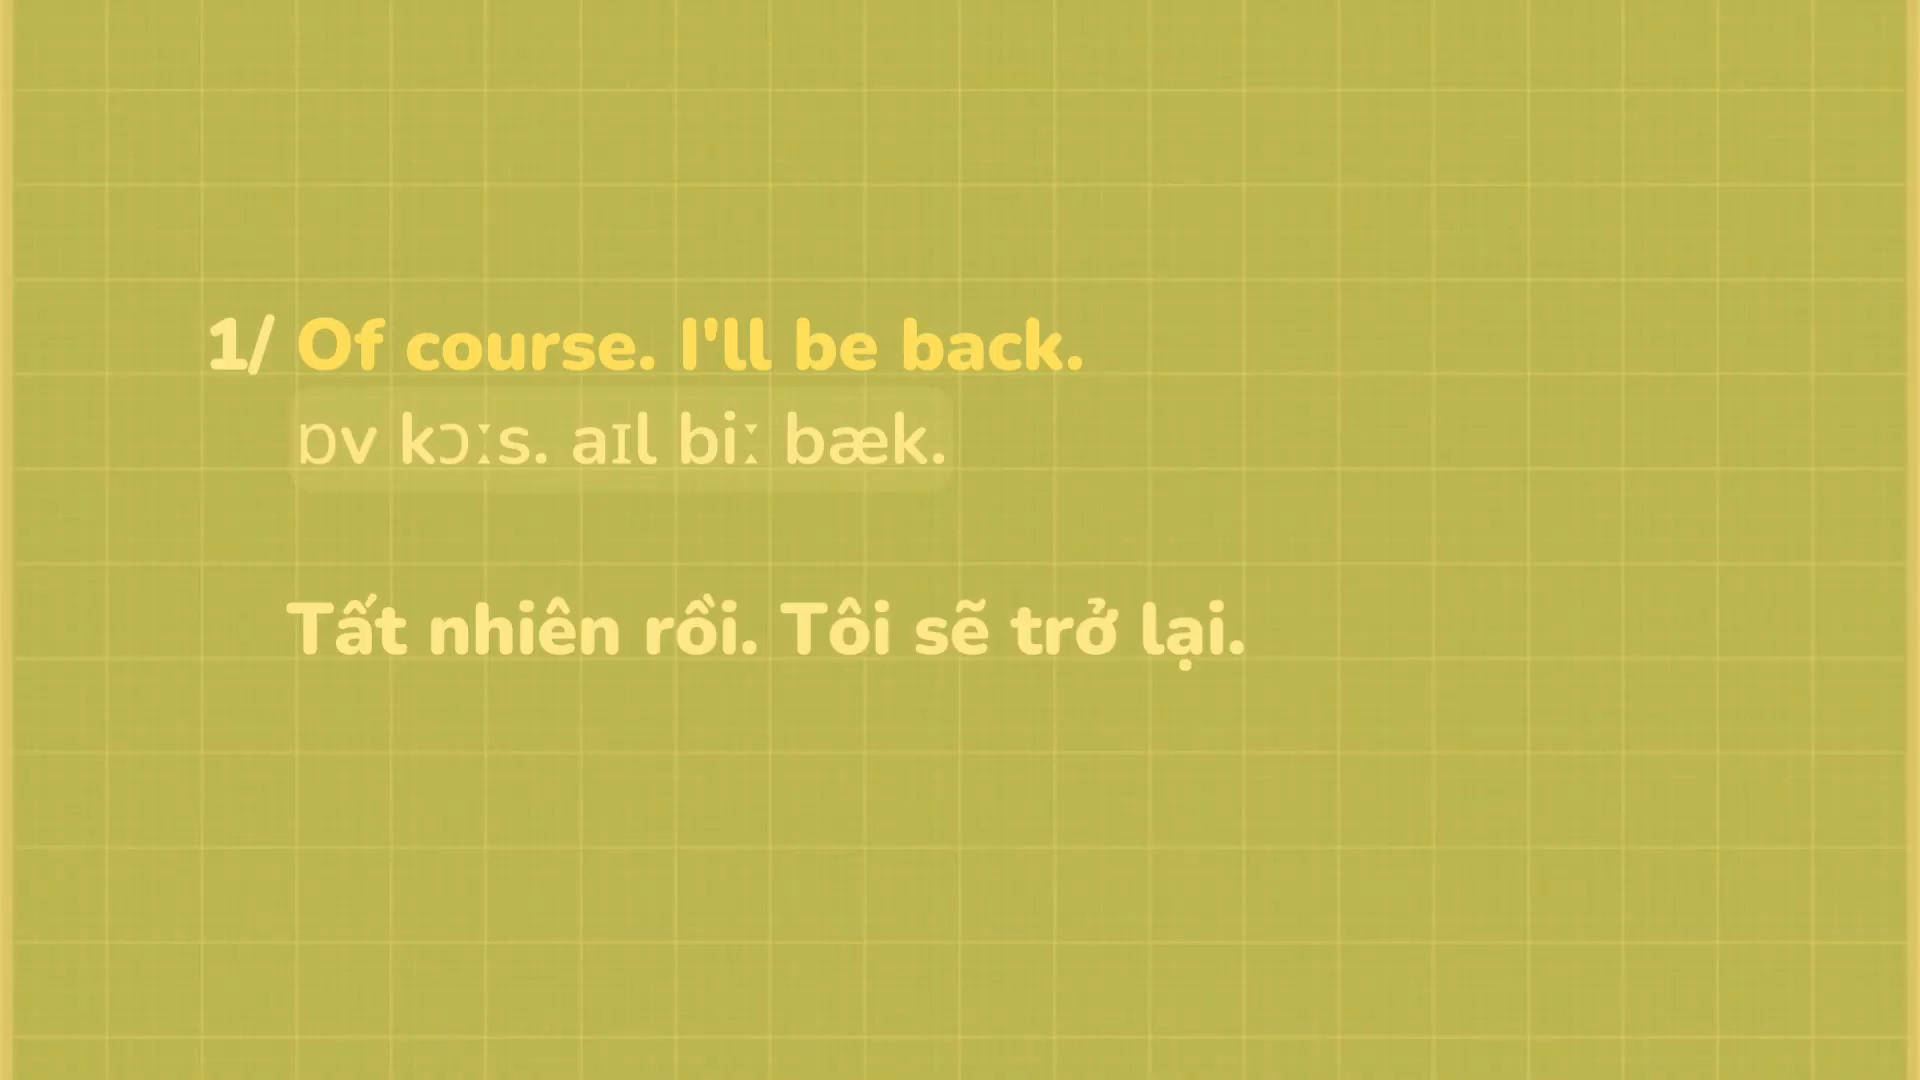 1/ Of course. I'll be back.
ɒv kɔːs. aɪl biː bæk.
Tất nhiên rồi. Tôi sẽ trở lại.